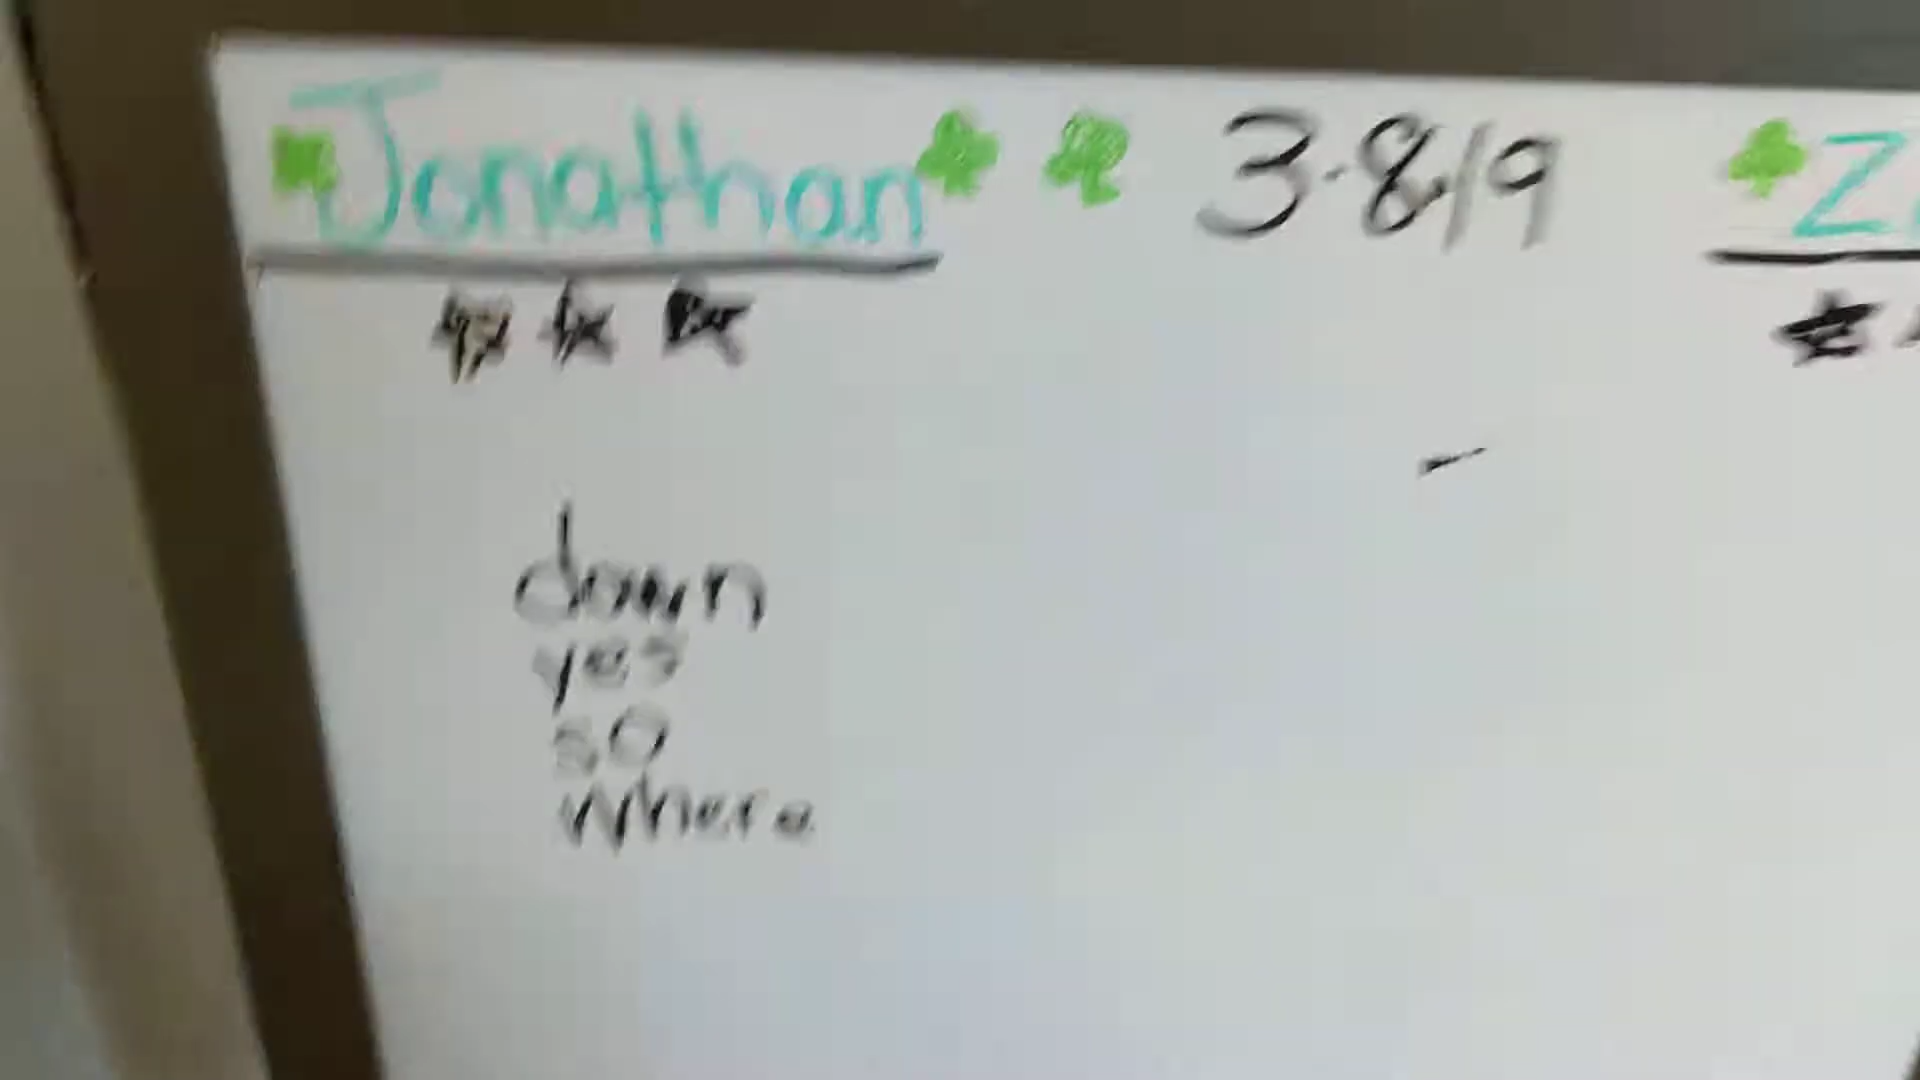 Jonathan 3·8/19
down
yes
so
where